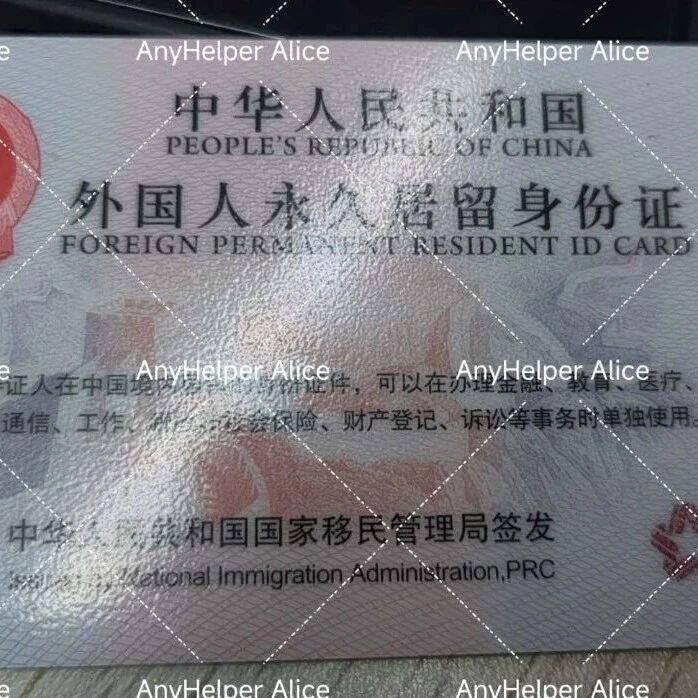 AnyHelper Alice
AnyHelper Alice
中华人民共和国
PEOPLE'S REPUBLIC OF CHINA
外国人永久居留身份证
FOREIGN PERMANENT RESIDENT ID CARD
AnyHelper Alice
AnyHelper Alice
证人在中国境内 身份证件，可以在办理金融、教育、医疗、
通信、工作、 社会保险、财产登记、诉讼等事务时单独使用。
中华人民共和国国家移民管理局签发
National Immigration Administration,PRC
AnyHelper Alice
AnyHelper Alice